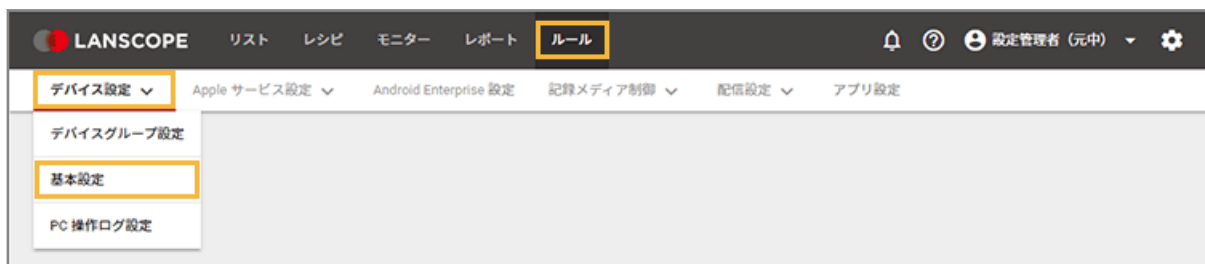 LANSCOPE リスト レシピ モニター レポート ルール 設定管理者（元中）
デバイス設定 Apple サービス設定 Android Enterprise 設定 記録メディア制御 配信設定 アプリ設定
デバイスグループ設定
基本設定
PC 操作ログ設定